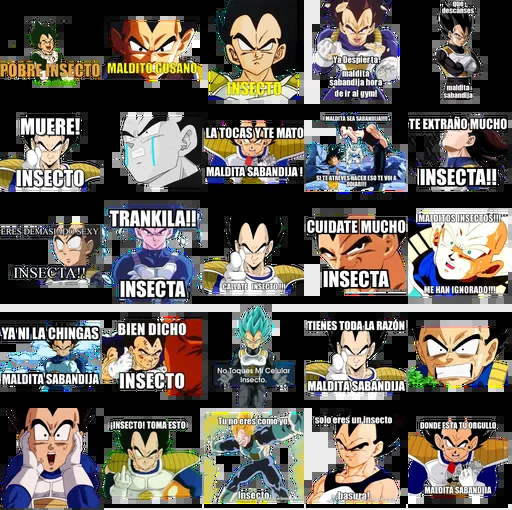 POBRE INSECTO
MALDITO GUSANO
INSECTO
Ya Despierta
maldita
sabandija hora
de ir al gym!
que
descanses
maldita
sabandija
MUERE!
INSECTO
LA TOCAS Y TE MATO
MALDITA SABANDIJA !
MALDITA SEA SABANDIJA!!!!
SI TE ATREVES HACER ESO TE VOI A
ODIAR!!!
TE EXTRAÑO MUCHO
INSECTA!!
ERES DEMASIADO SEXY
INSECTA!!
TRANKILA!!
INSECTA
CALLATE INSECTO !!!
CUIDATE MUCHO
INSECTA
MALDITOS INSECTOS!!!
ME HAN IGNORADO!!!!
YA NI LA CHINGAS
MALDITA SABANDIJA
BIEN DICHO
INSECTO
No Toques Mi Celular
Insecto.
TIENES TODA LA RAZÓN
MALDITA SABANDIJA
¡INSECTO! TOMA ESTO
Tu no eres como yo
Insecto
solo eres un insecto
basura!
DONDE ESTA TU ORGULLO
MALDITA SABANDIJA